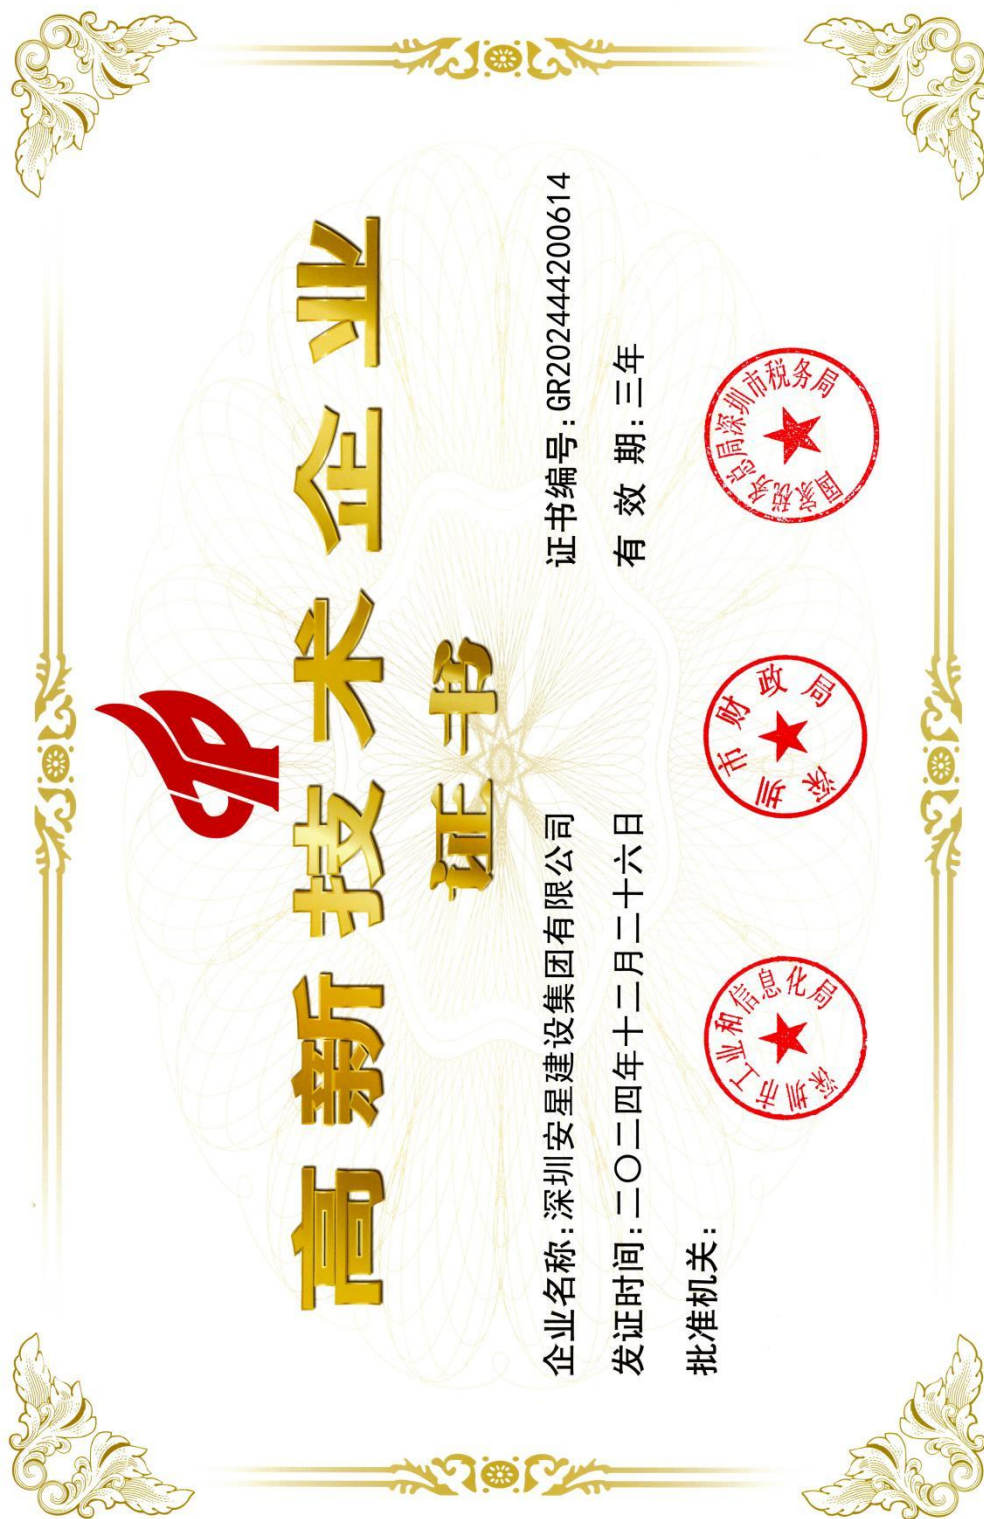 高新技术企业
证书
企业名称：深圳安星建设集团有限公司
证书编号：GR202444200614
发证时间：二〇二四年十二月二十六日
有效期：三年
批准机关：
深圳市工业和信息化局
深圳市财政局
国家税务总局深圳市税务局